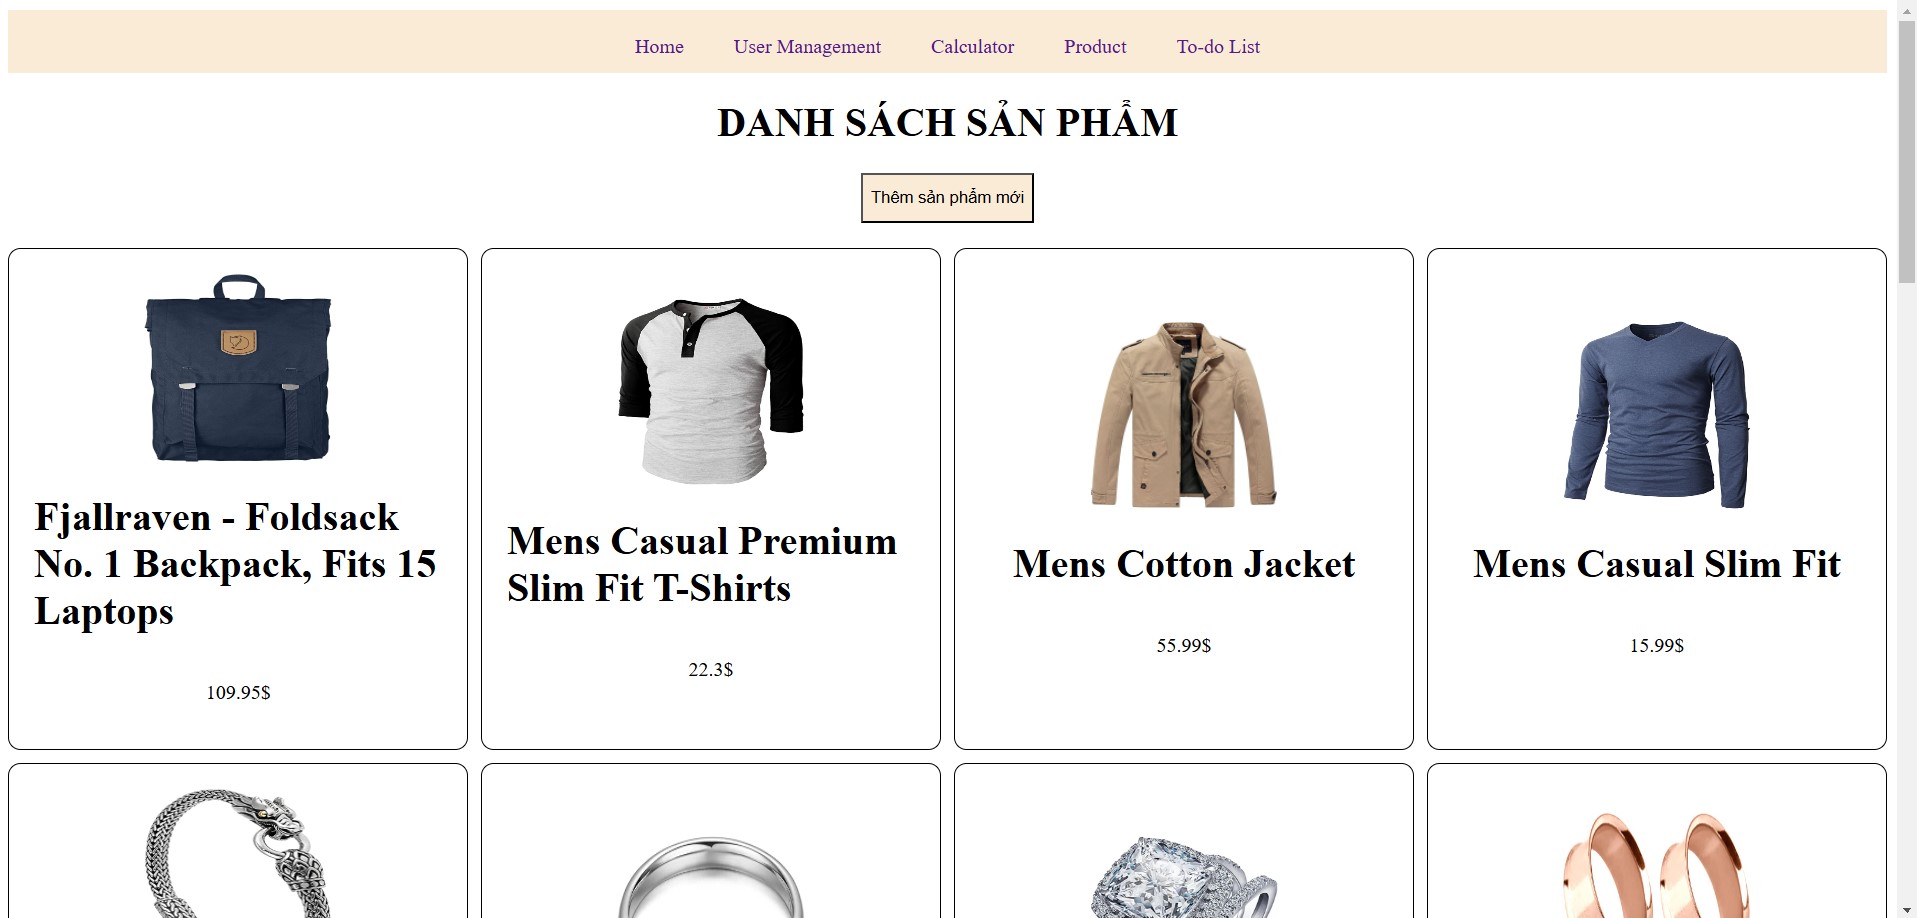 Home User Management Calculator Product To-do List
DANH SÁCH SẢN PHẨM
Thêm sản phẩm mới
Fjallraven - Foldsack
No. 1 Backpack, Fits 15
Laptops
109.95$
Mens Casual Premium
Slim Fit T-Shirts
22.3$
Mens Cotton Jacket
55.99$
Mens Casual Slim Fit
15.99$